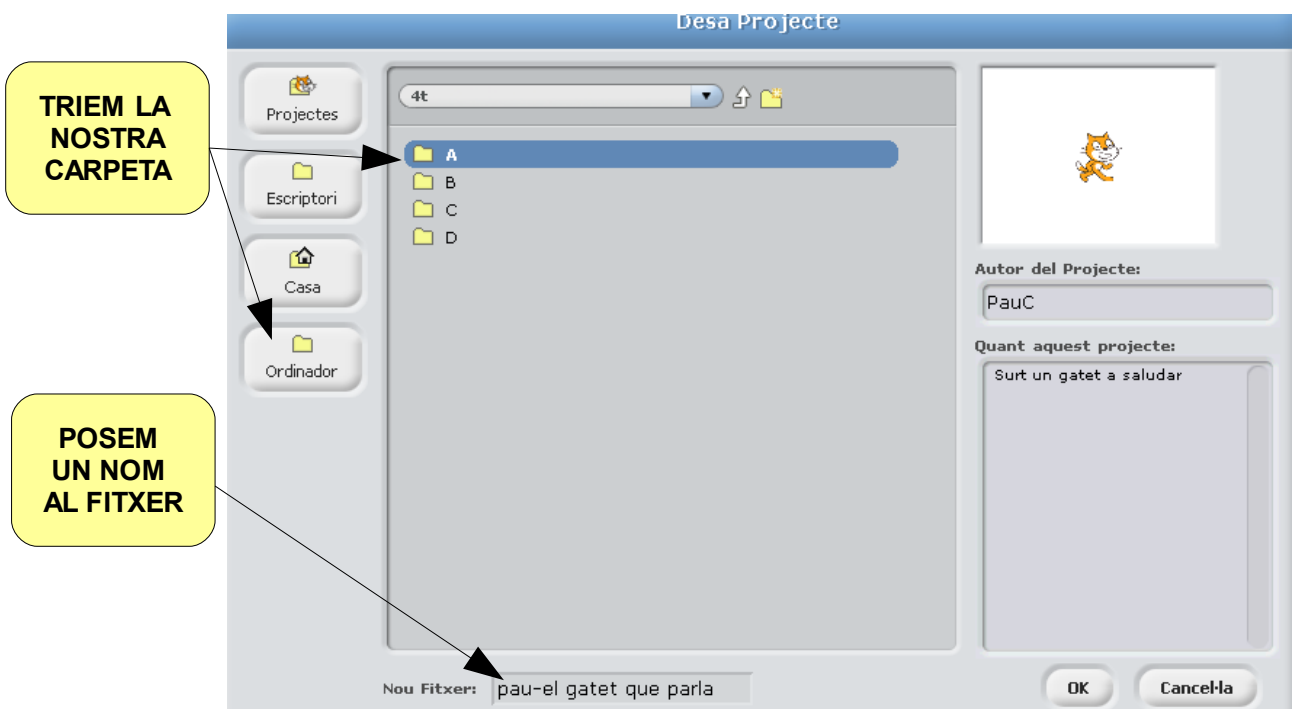 Desa Projecte
TRIEM LA
NOSTRA
CARPETA
Projectes
Escriptori
Casa
Ordinador
4t
A
B
C
D
Autor del Projecte:
PauC
Quant aquest projecte:
Surt un gatet a saludar
POSEM
UN NOM
AL FITXER
Nou Fitxer: pau-el gatet que parla
OK
Cancel·la